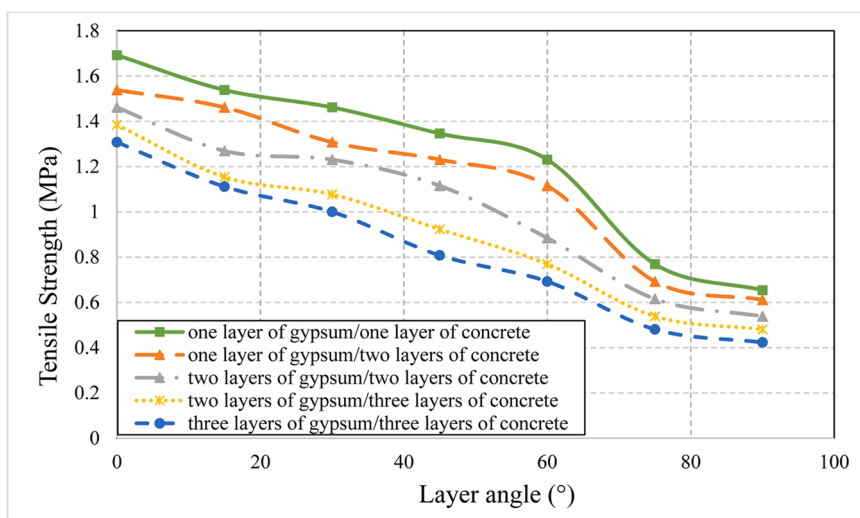 1.8
1.6
1.4
1.2
1
0.8
0.6
0.4
0.2
0
Tensile Strength (MPa)
one layer of gypsum/one layer of concrete
one layer of gypsum/two layers of concrete
two layers of gypsum/two layers of concrete
two layers of gypsum/three layers of concrete
three layers of gypsum/three layers of concrete
0 20 40 60 80 100
Layer angle (°)